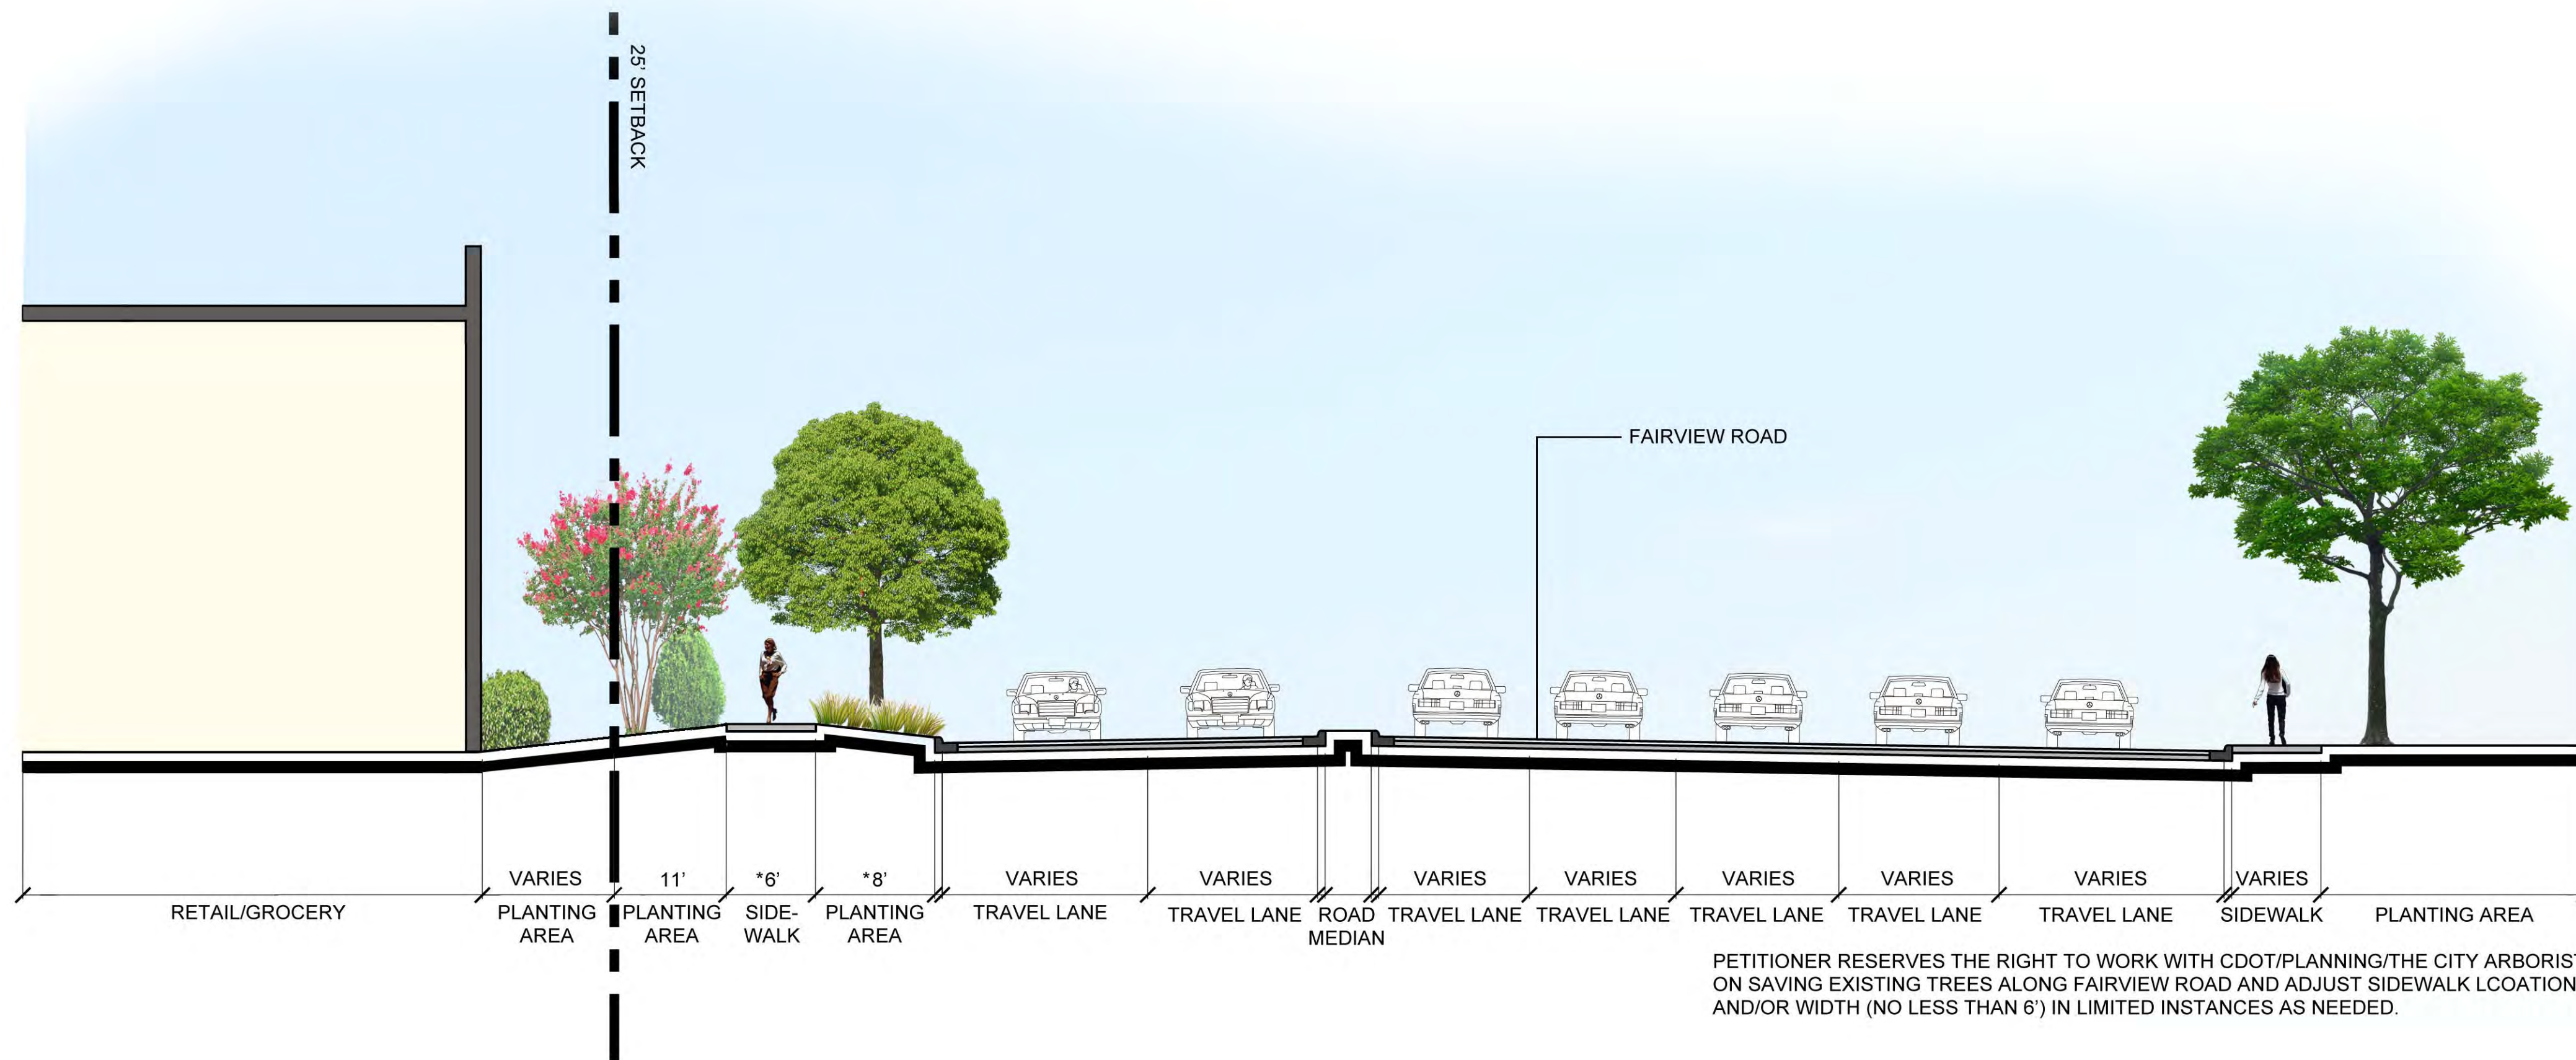 25' SETBACK
FAIRVIEW ROAD
VARIES
11'
*6'
*8'
VARIES
VARIES
VARIES
VARIES
VARIES
VARIES
VARIES
VARIES
RETAIL/GROCERY
PLANTING
AREA
PLANTING
AREA
SIDE-
WALK
PLANTING
AREA
TRAVEL LANE
TRAVEL LANE
ROAD
MEDIAN
TRAVEL LANE
TRAVEL LANE
TRAVEL LANE
TRAVEL LANE
TRAVEL LANE
SIDEWALK
PLANTING AREA
PETITIONER RESERVES THE RIGHT TO WORK WITH CDOT/PLANNING/THE CITY ARBORIST
ON SAVING EXISTING TREES ALONG FAIRVIEW ROAD AND ADJUST SIDEWALK LCOATION
AND/OR WIDTH (NO LESS THAN 6') IN LIMITED INSTANCES AS NEEDED.